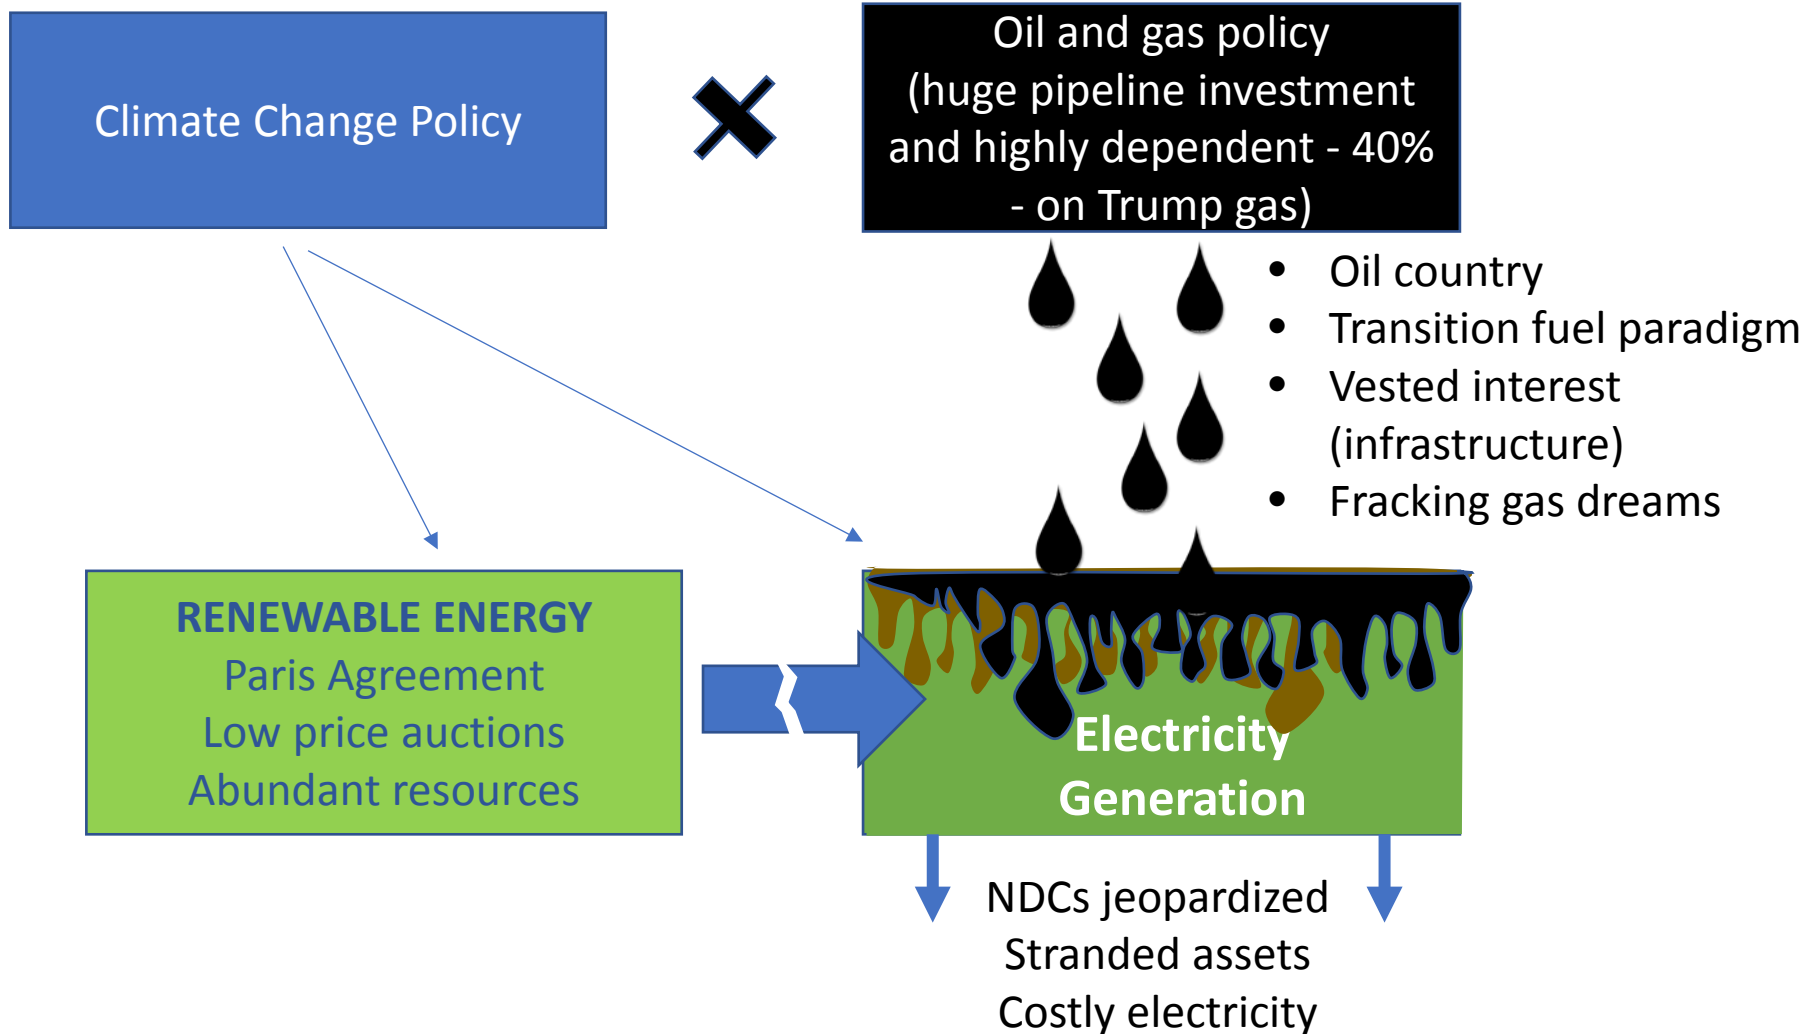 Climate Change Policy
Oil and gas policy
(huge pipeline investment
and highly dependent - 40%
- on Trump gas)
• Oil country
• Transition fuel paradigm
• Vested interest
(infrastructure)
• Fracking gas dreams
RENEWABLE ENERGY
Paris Agreement
Low price auctions
Abundant resources
Electricity
Generation
NDCs jeopardized
Stranded assets
Costly electricity